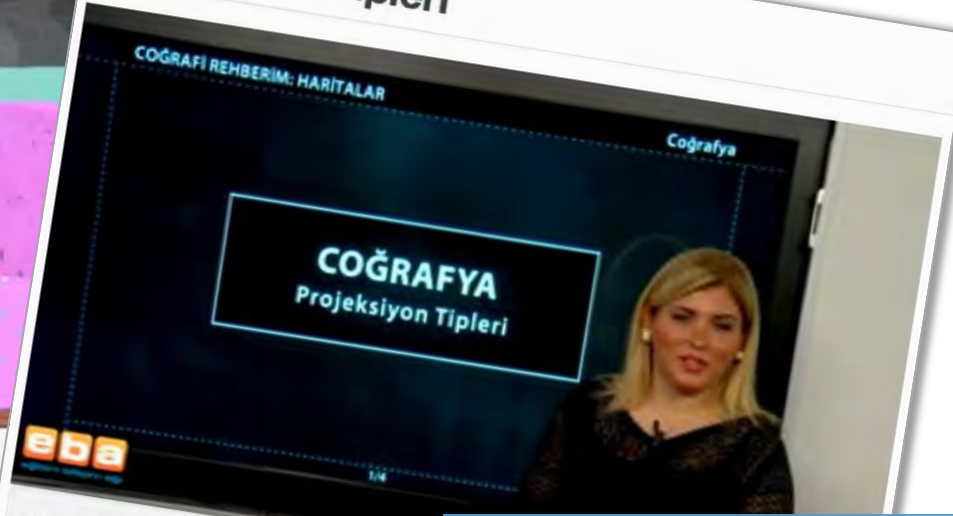 COĞRAFİ REHBERİM: HARİTALAR
Coğrafya
COĞRAFYA
Projeksiyon Tipleri
eba
1/4